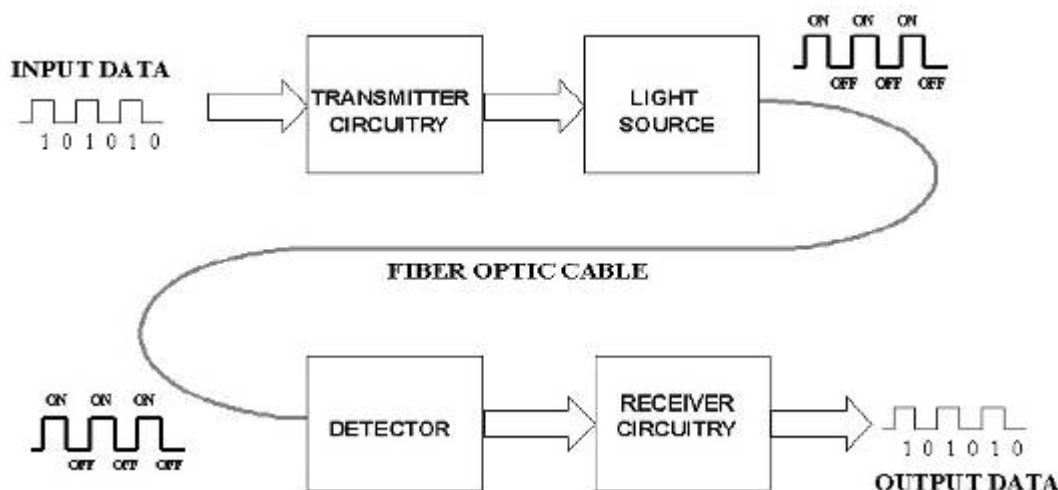 ON ON ON
OFF OFF OFF
INPUT DATA
1 0 1 0 1 0
TRANSMITTER
CIRCUITRY
LIGHT
SOURCE
FIBER OPTIC CABLE
ON ON ON
OFF OFF OFF
DETECTOR
RECEIVER
CIRCUITRY
1 0 1 0 1 0
OUTPUT DATA